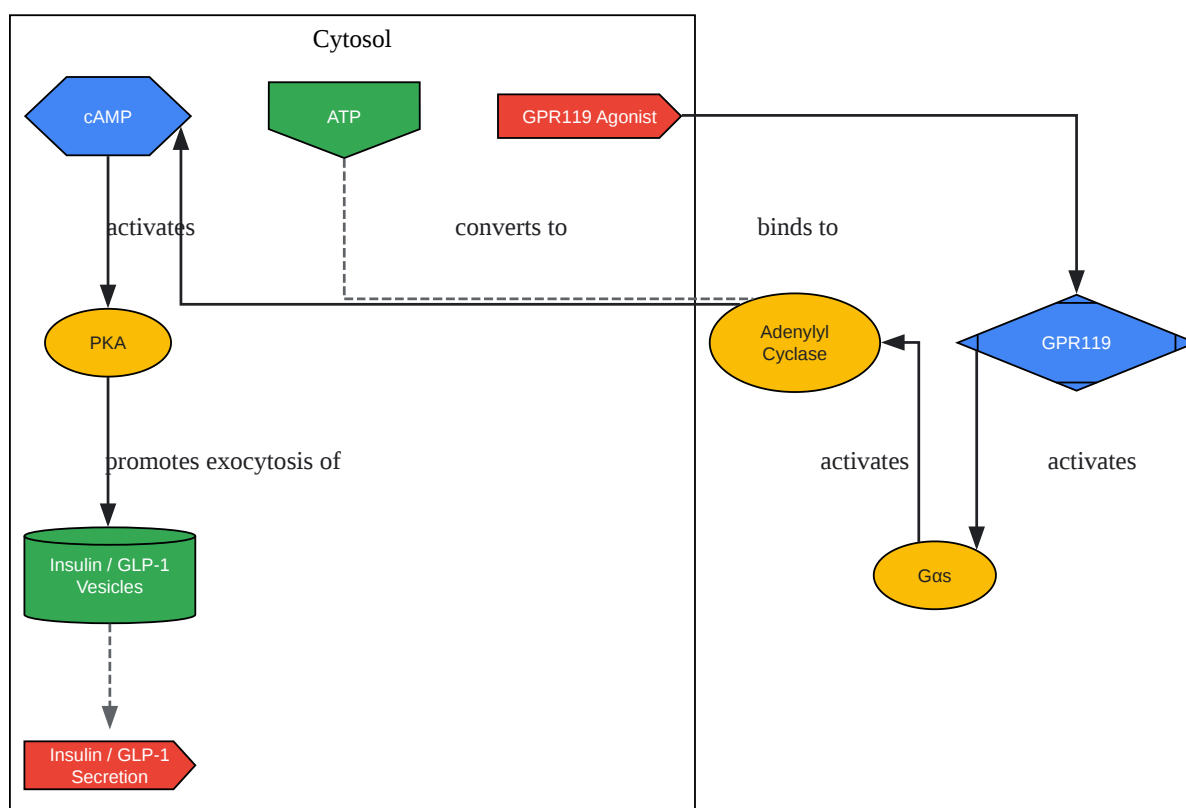 Cytosol
cAMP
ATP
GPR119 Agonist
activates
converts to
binds to
PKA
Adenylyl
Cyclase
GPR119
promotes exocytosis of
activates
activates
Insulin / GLP-1
Vesicles
Gαs
Insulin / GLP-1
Secretion